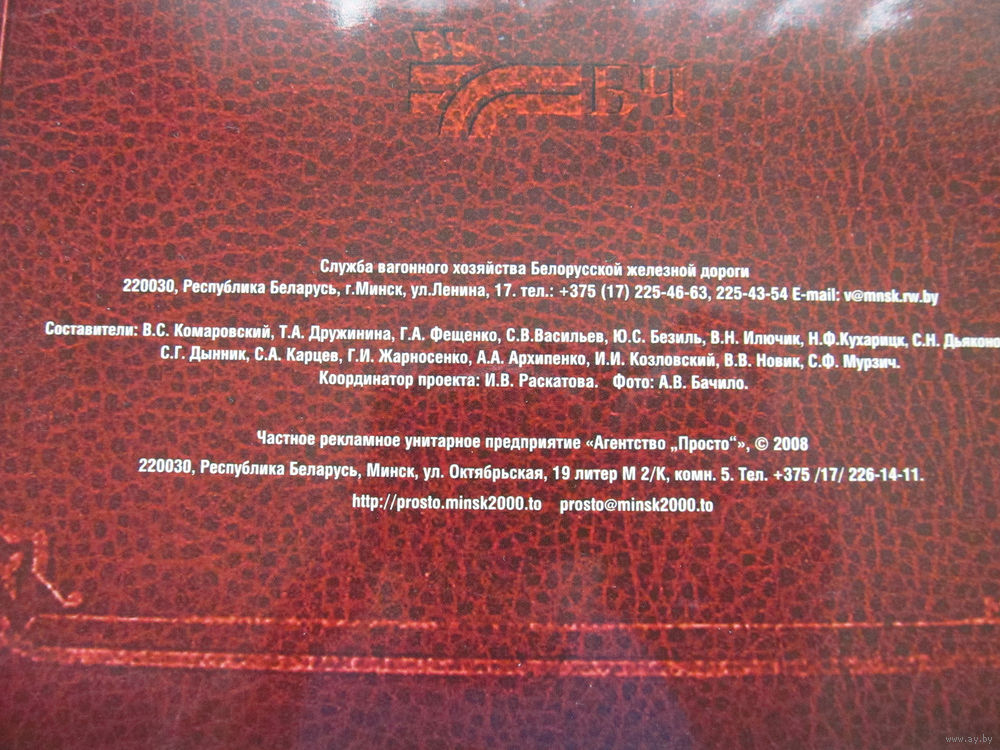 БЧ
Служба вагонного хозяйства Белорусской железной дороги
220030, Республика Беларусь, г.Минск, ул.Ленина, 17. тел.: +375 (17) 225-46-63, 225-43-54 E-mail: v@mnsk.rw.by
Составители: В.С. Комаровский, Т.А. Дружинина, Г.А. Фещенко, С.В.Васильев, Ю.С. Безиль, В.Н. Илючик, Н.Ф.Кухарицк, С.Н. Дьяконо
С.Г. Дынник, С.А. Карцев, Г.И. Жарносенко, А.А. Архипенко, И.И. Козловский, В.В. Новик, С.Ф. Мурзич.
Координатор проекта: И.В. Раскатова. Фото: А.В. Бачило.
Частное рекламное унитарное предприятие «Агентство „Просто“», © 2008
220030, Республика Беларусь, Минск, ул. Октябрьская, 19 литер М 2/К, комн. 5. Тел. +375 /17/ 226-14-11.
http://prosto.minsk2000.to prosto@minsk2000.to
www.ay.by